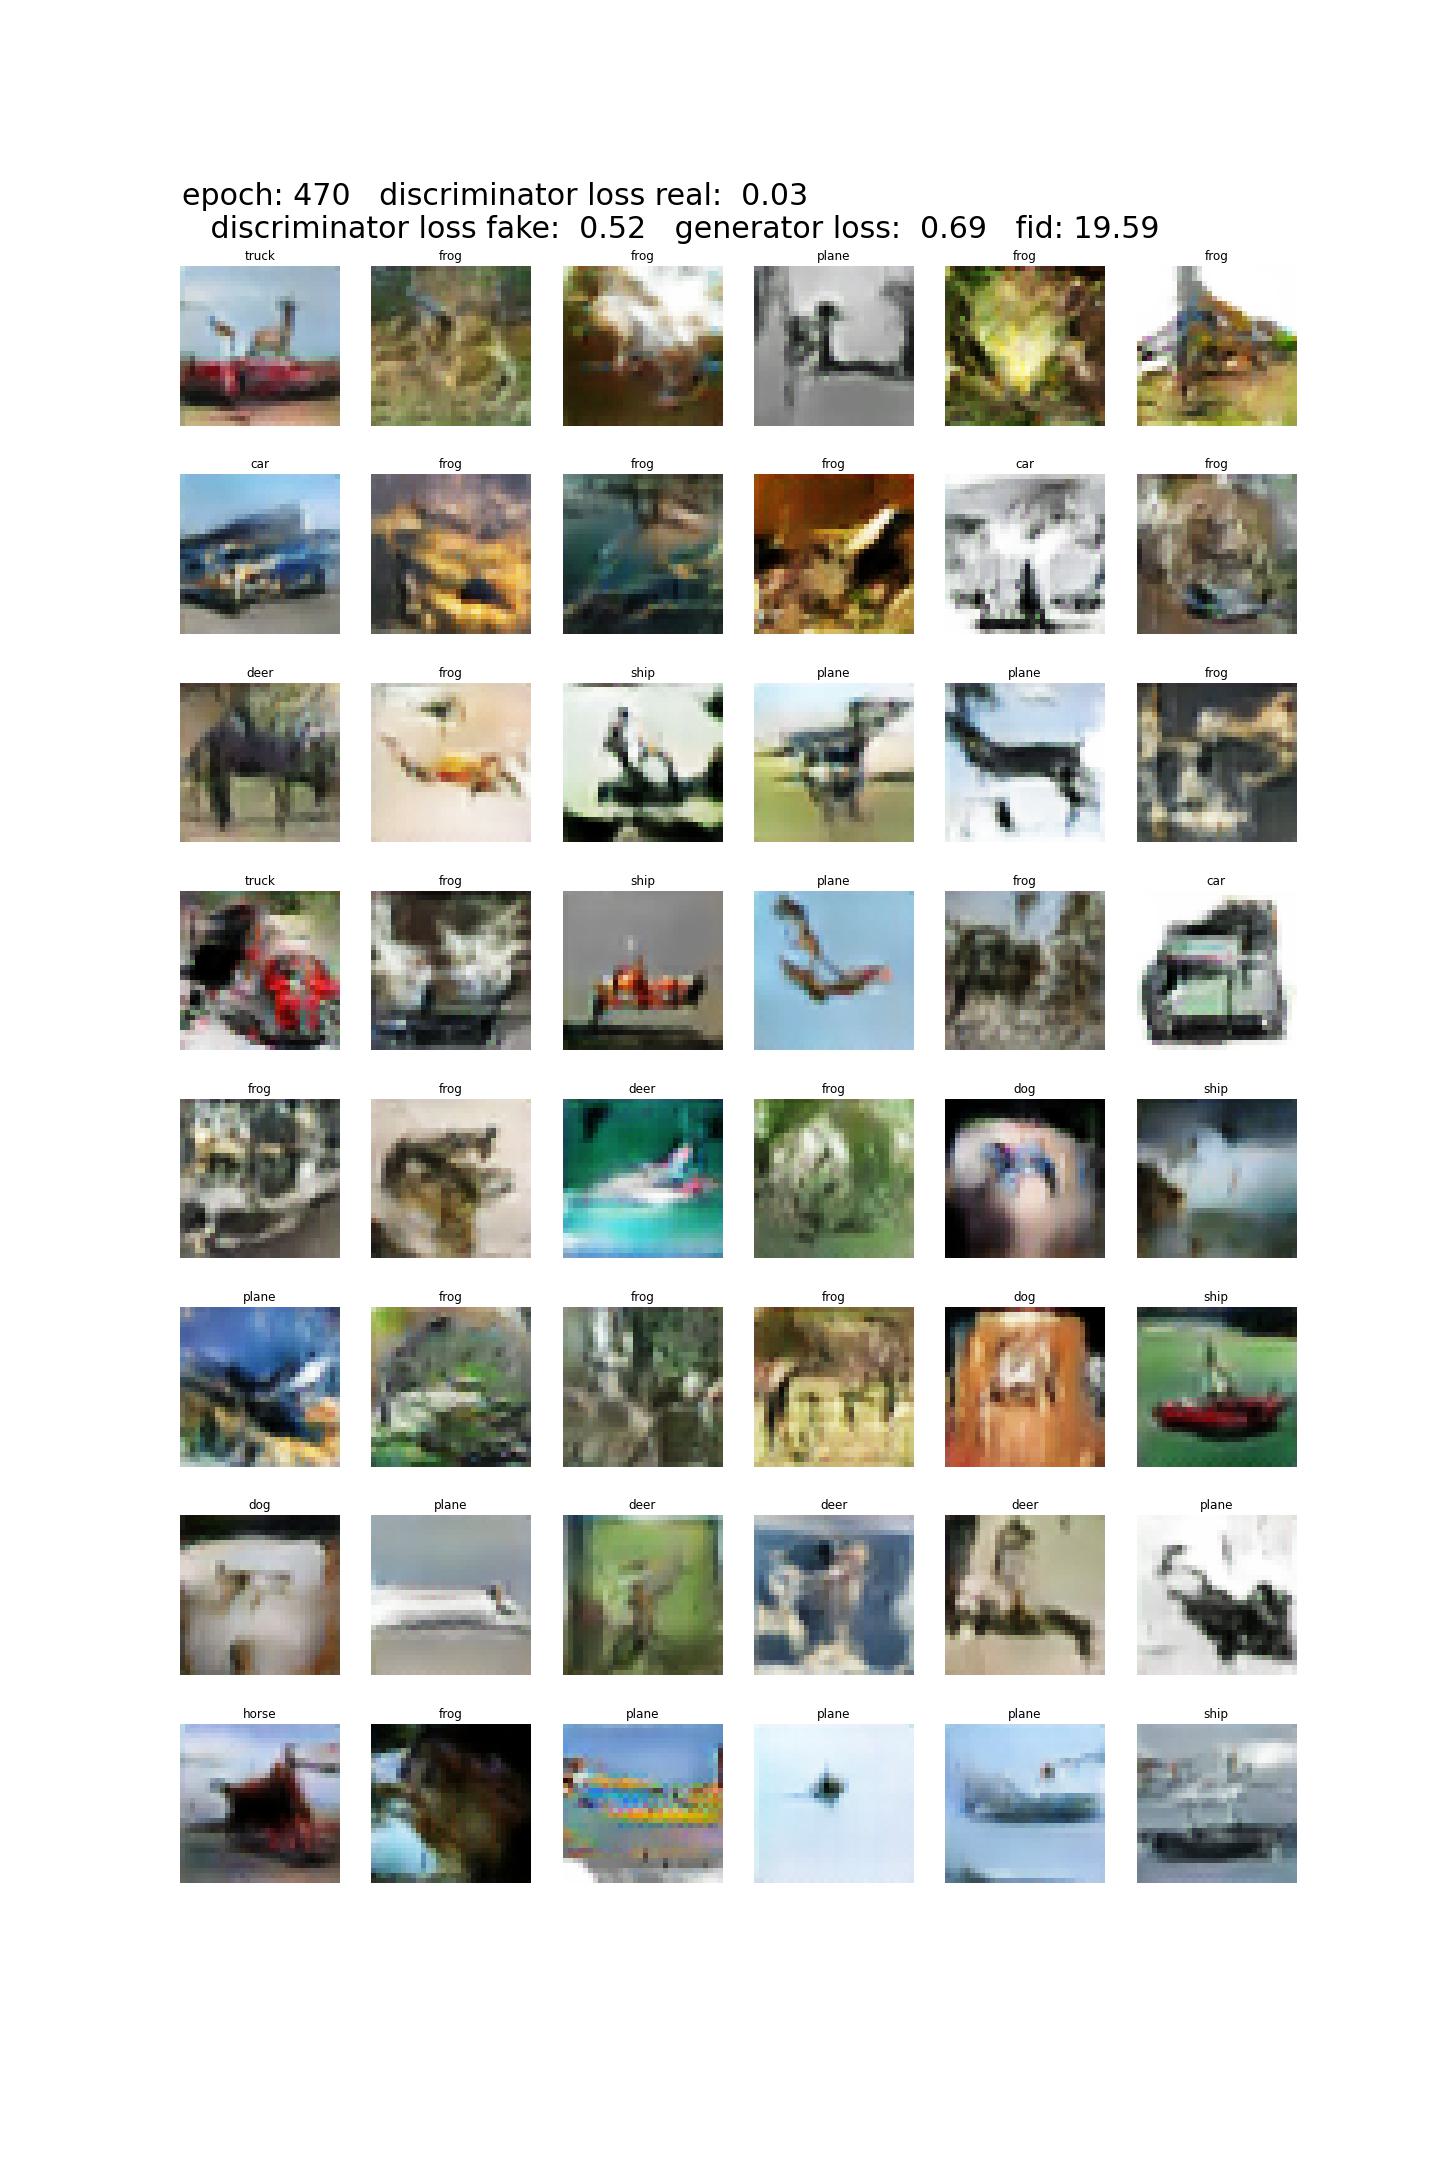 epoch: 470 discriminator loss real: 0.03
discriminator loss fake: 0.52 generator loss: 0.69 fid: 19.59
truck frog frog plane frog frog
car frog frog frog car frog
deer frog ship plane plane frog
truck frog ship plane frog car
frog frog deer frog dog ship
plane frog frog frog dog ship
dog plane deer deer deer plane
horse frog plane plane plane ship